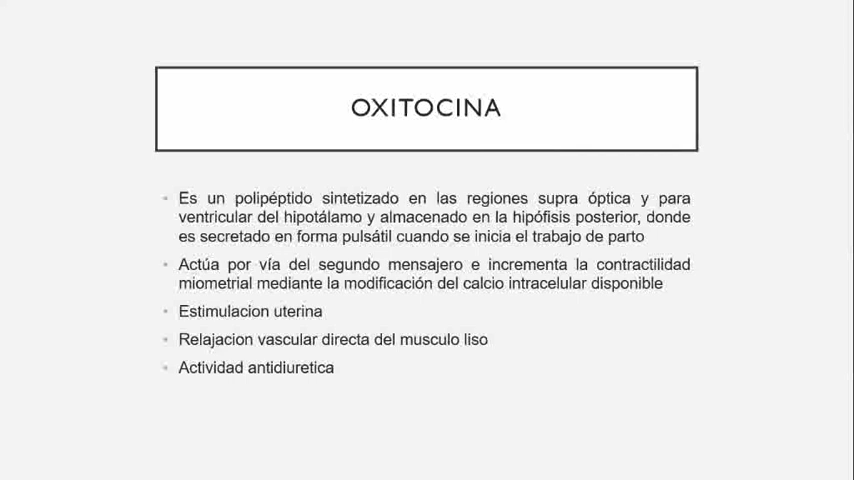 OXITOCINA
• Es un polipéptido sintetizado en las regiones supra óptica y para
ventricular del hipotálamo y almacenado en la hipófisis posterior, donde
es secretado en forma pulsátil cuando se inicia el trabajo de parto
• Actúa por vía del segundo mensajero e incrementa la contractilidad
miometrial mediante la modificación del calcio intracelular disponible
• Estimulacion uterina
• Relajacion vascular directa del musculo liso
• Actividad antidiuretica